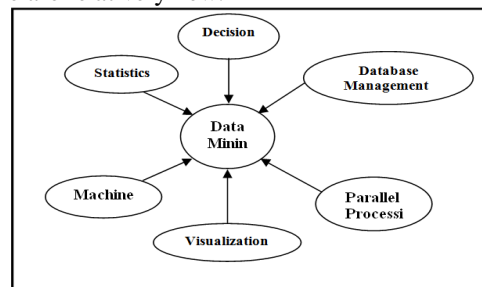 Decision
Statistics
Database
Management
Data
Minin
Machine
Parallel
Processi
Visualization